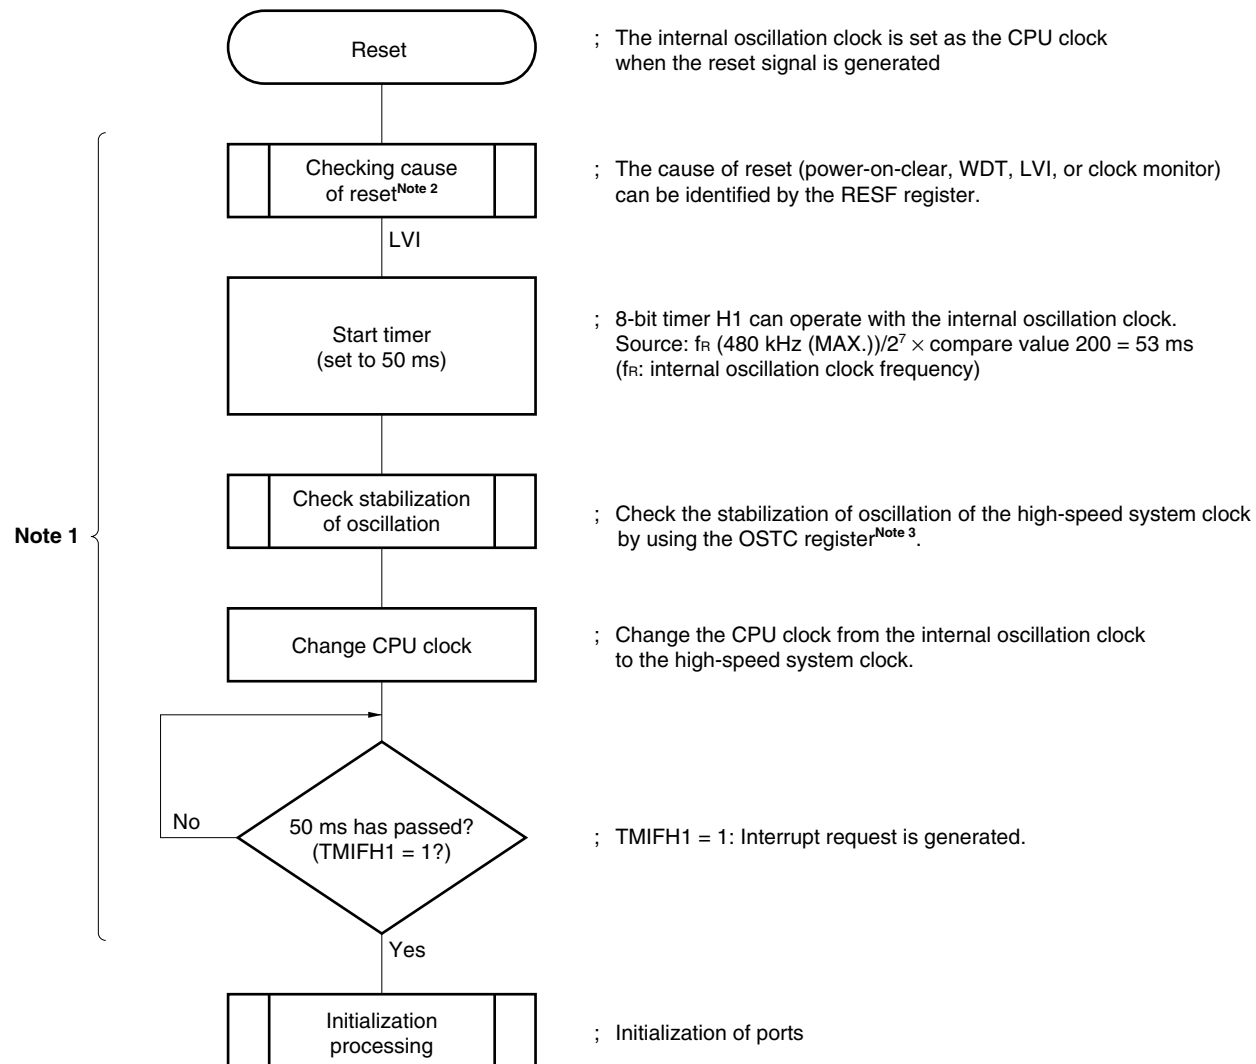 Reset
; The internal oscillation clock is set as the CPU clock
when the reset signal is generated
Checking cause
of reset Note 2
; The cause of reset (power-on-clear, WDT, LVI, or clock monitor)
can be identified by the RESF register.
LVI
Start timer
(set to 50 ms)
; 8-bit timer H1 can operate with the internal oscillation clock.
Source: fR (480 kHz (MAX.))/2⁷ × compare value 200 = 53 ms
(fR: internal oscillation clock frequency)
Note 1
Check stabilization
of oscillation
; Check the stabilization of oscillation of the high-speed system clock
by using the OSTC register Note 3.
Change CPU clock
; Change the CPU clock from the internal oscillation clock
to the high-speed system clock.
No
50 ms has passed?
(TMIFH1 = 1?)
; TMIFH1 = 1: Interrupt request is generated.
Yes
Initialization
processing
; Initialization of ports